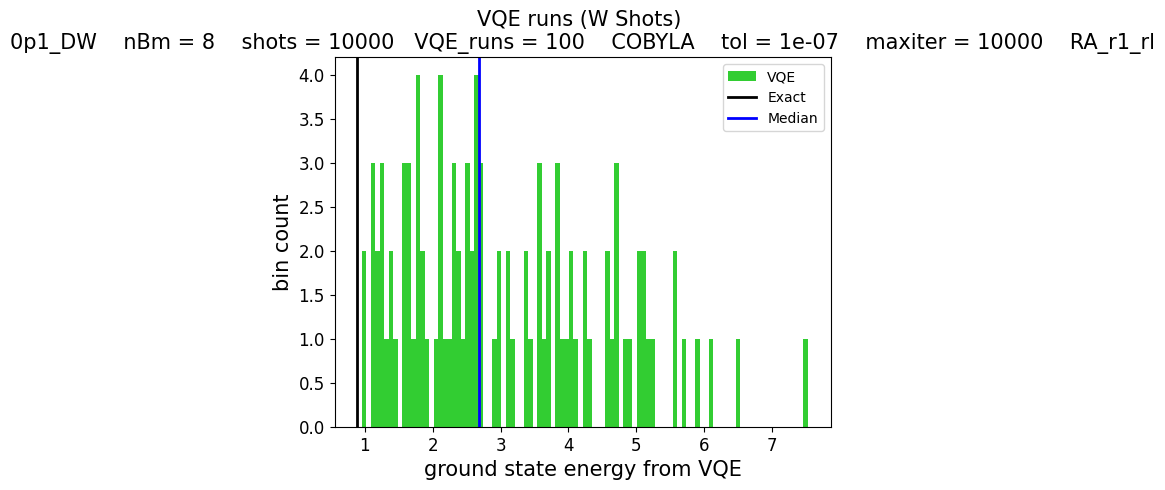 VQE runs (W Shots)
0p1_DW    nBm = 8    shots = 10000   VQE_runs = 100    COBYLA    tol = 1e-07    maxiter = 10000    RA_r1_rl
4.0
3.5
3.0
2.5
2.0
1.5
1.0
0.5
0.0
bin count
VQE
Exact
Median
1 2 3 4 5 6 7
ground state energy from VQE